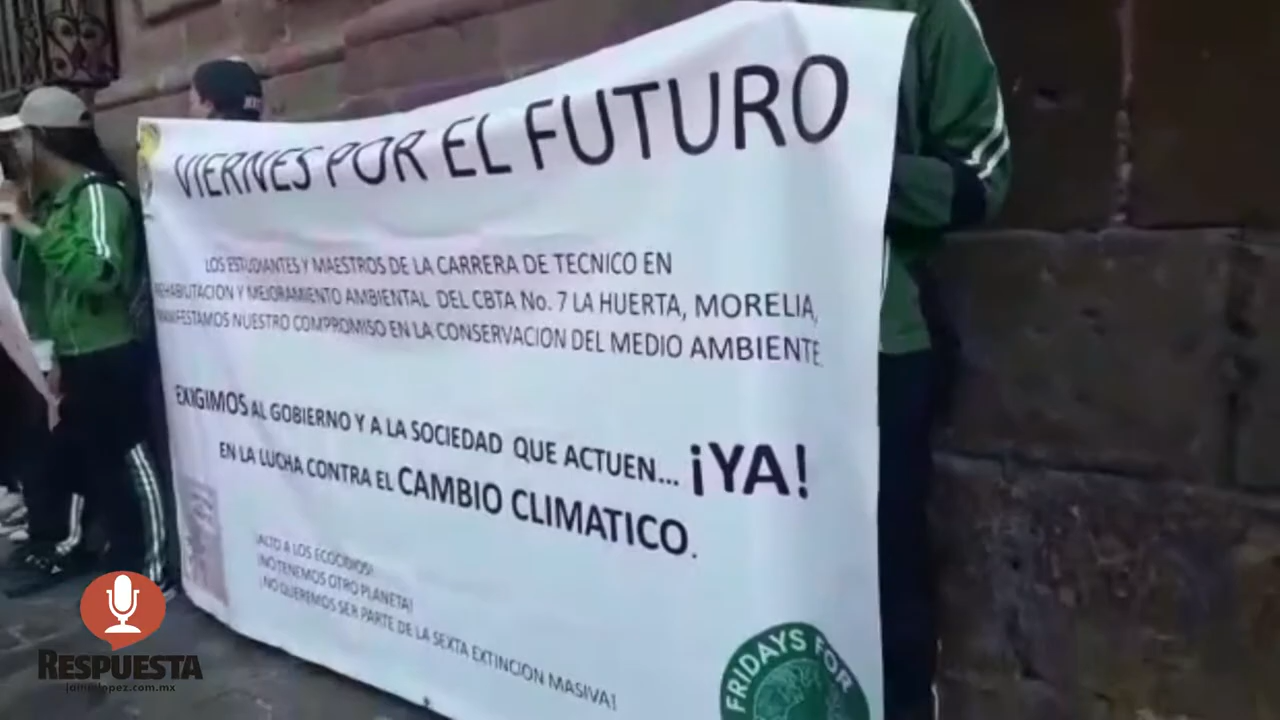 VIERNES POR EL FUTURO
LOS ESTUDIANTES Y MAESTROS DE LA CARRERA DE TECNICO EN
REHABILITACION Y MEJORAMIENTO AMBIENTAL DEL CBTA No. 7 LA HUERTA, MORELIA,
MANIFESTAMOS NUESTRO COMPROMISO EN LA CONSERVACION DEL MEDIO AMBIENTE
EXIGIMOS AL GOBIERNO Y A LA SOCIEDAD QUE ACTUEN... ¡YA!
EN LA LUCHA CONTRA EL CAMBIO CLIMATICO.
¡ALTO A LOS ECOCIDIOS!
¡NO TENEMOS OTRO PLANETA!
¡NO QUEREMOS SER PARTE DE LA SEXTA EXTINCION MASIVA!
FRIDAYS FOR
RESPUESTA
jaimelopez.com.mx